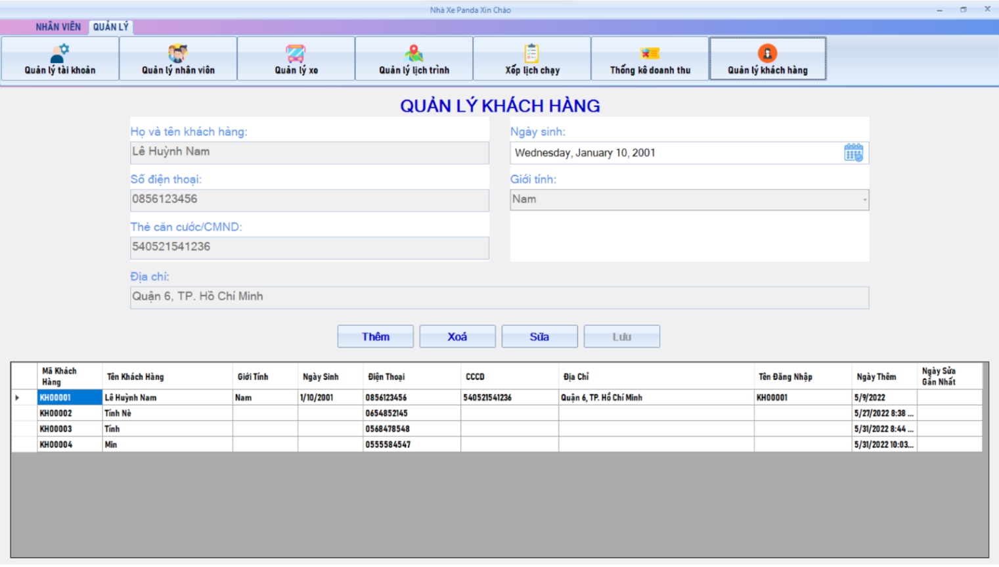 Nhà Xe Panda Xin Chào
NHÂN VIÊN QUẢN LÝ
Quản lý tài khoản Quản lý nhân viên Quản lý xe Quản lý lịch trình Xếp lịch chạy Thống kê doanh thu Quản lý khách hàng
QUẢN LÝ KHÁCH HÀNG
Họ và tên khách hàng:
Lê Huỳnh Nam
Ngày sinh:
Wednesday, January 10, 2001
Số điện thoại:
0856123456
Giới tính:
Nam
Thẻ căn cước/CMND:
540521541236
Địa chỉ:
Quận 6, TP. Hồ Chí Minh
Thêm Xoá Sửa Lưu
Mã Khách Hàng Tên Khách Hàng Giới Tính Ngày Sinh Điện Thoại CCCD Địa Chỉ Tên Đăng Nhập Ngày Thêm Ngày Sửa Gần Nhất
KH00001 Lê Huỳnh Nam Nam 1/10/2001 0856123456 540521541236 Quận 6, TP. Hồ Chí Minh KH00001 5/9/2022
KH00002 Tính Nè 0654852145 5/27/2022 8:38 ...
KH00003 Tính 0568478548 5/31/2022 8:44 ...
KH00004 Min 0555584547 5/31/2022 10:03...